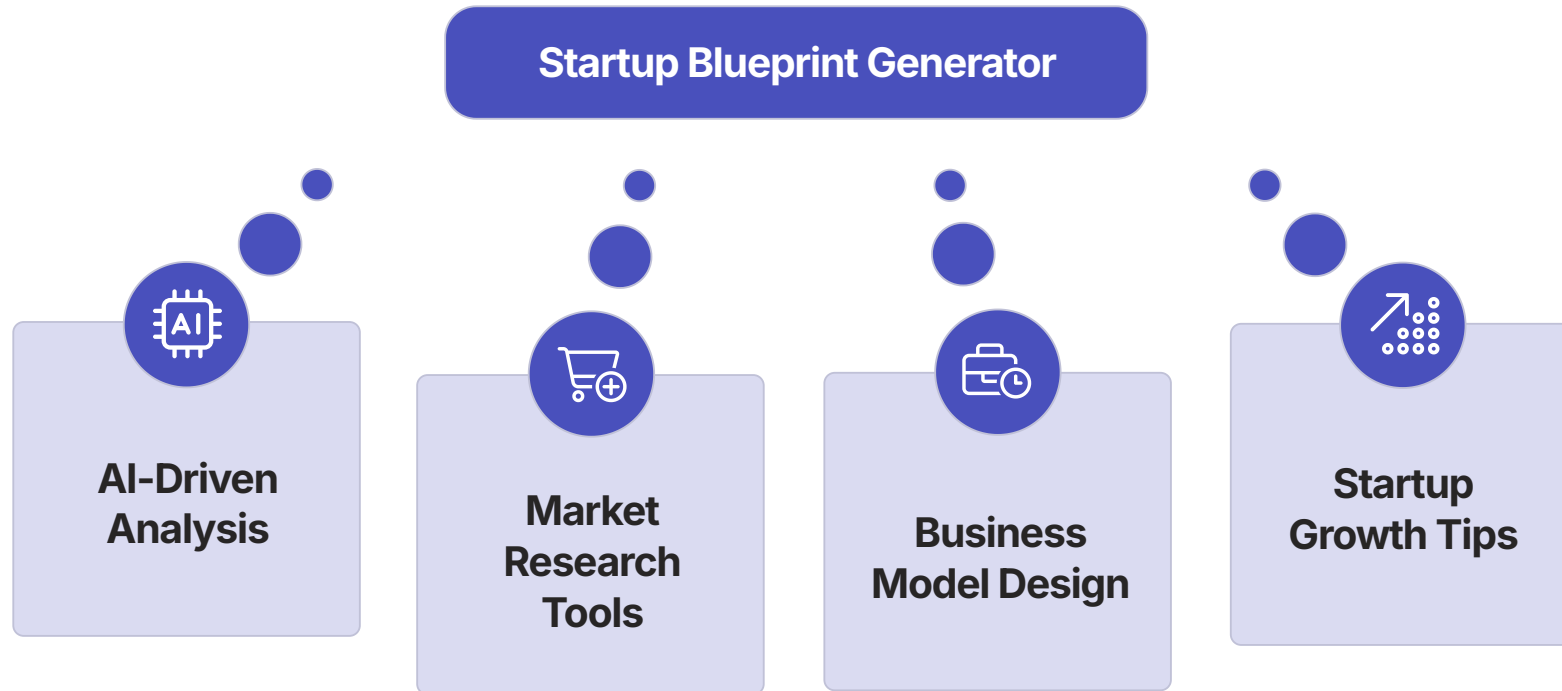 Startup Blueprint Generator
AI
AI-Driven
Analysis
Market
Research
Tools
Business
Model Design
Startup
Growth Tips